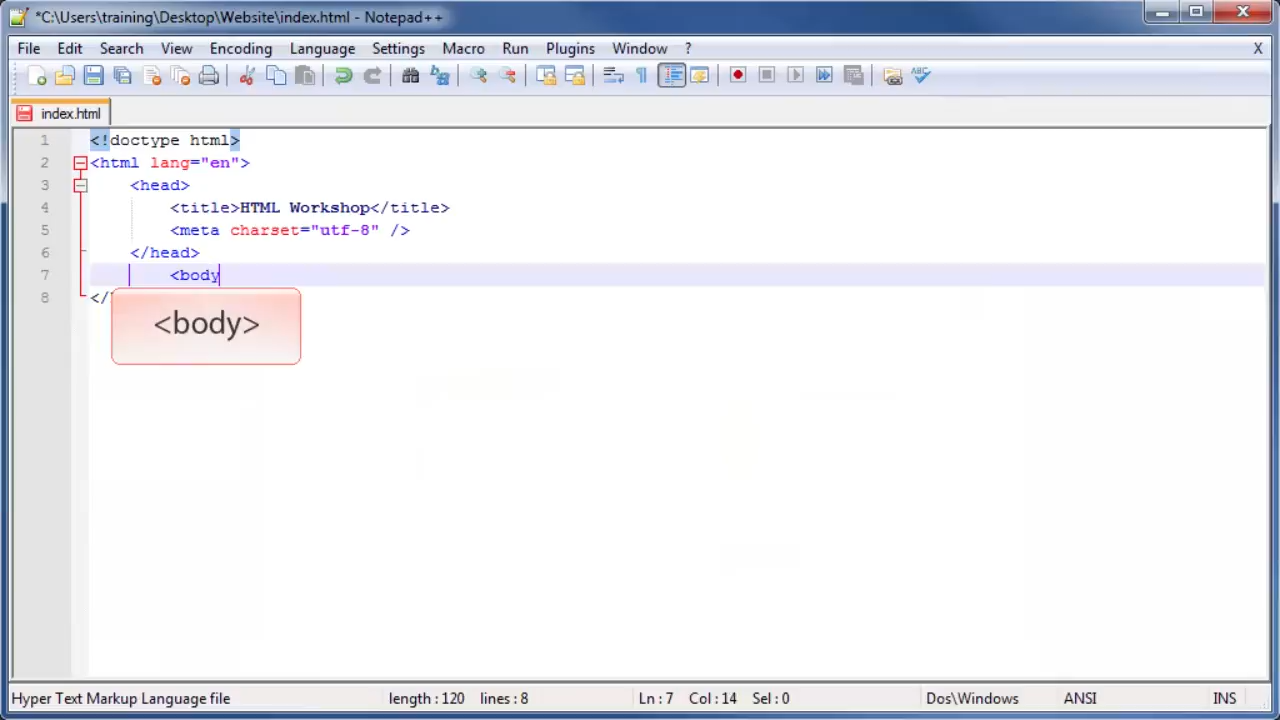 *C:\Users\training\Desktop\Website\index.html - Notepad++
File Edit Search View Encoding Language Settings Macro Run Plugins Window ? X
ABC
index.html
1 <!doctype html>
2 <html lang="en">
3 <head>
4 <title>HTML Workshop</title>
5 <meta charset="utf-8" />
6 </head>
7 <body
8 </
<body>
Hyper Text Markup Language file length : 120 lines : 8 Ln : 7 Col : 14 Sel : 0 Dos\Windows ANSI INS